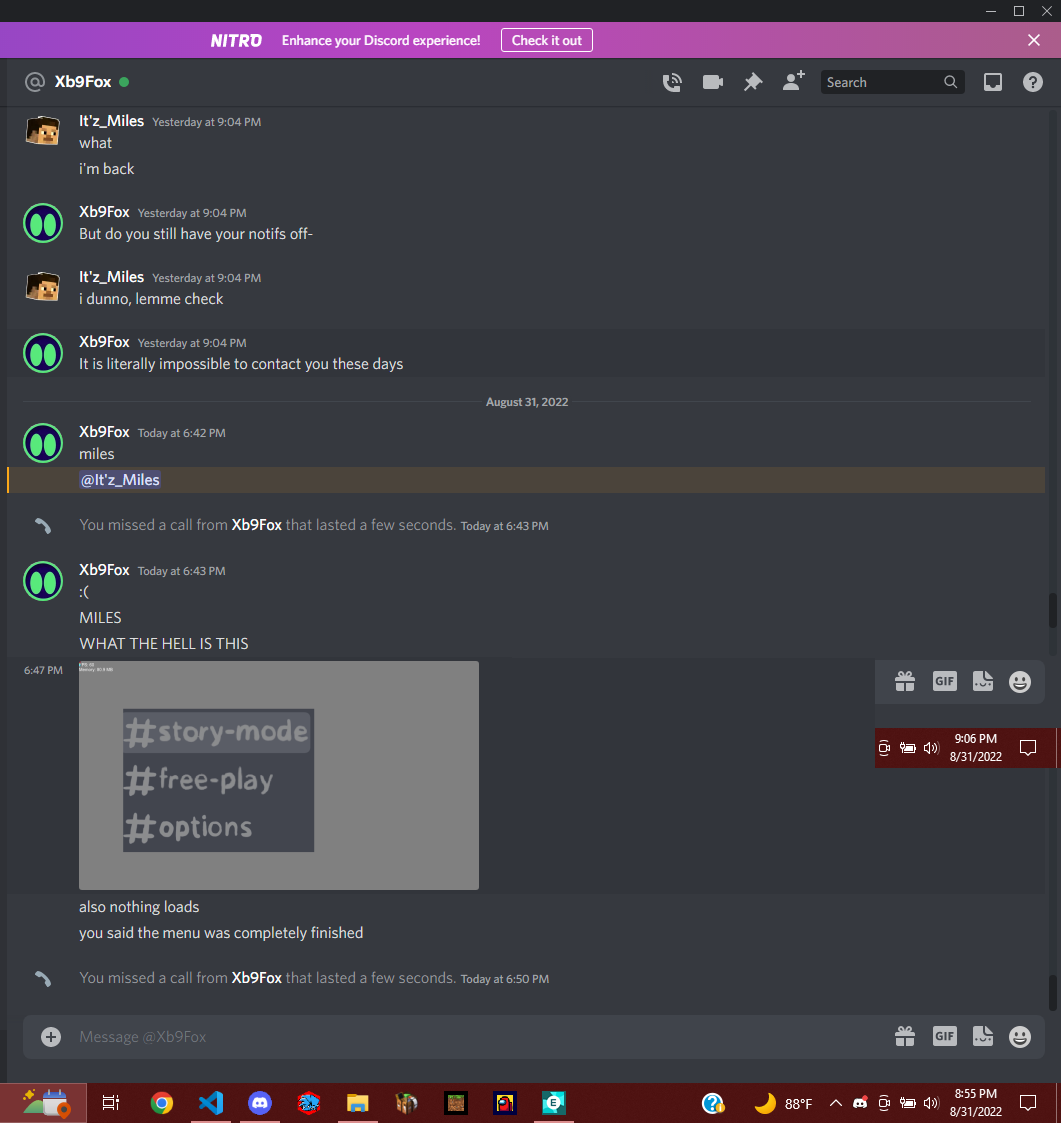 NITRO Enhance your Discord experience! Check it out
@ Xb9Fox Search
It'z_Miles Yesterday at 9:04 PM
what
i'm back
Xb9Fox Yesterday at 9:04 PM
But do you still have your notifs off-
It'z_Miles Yesterday at 9:04 PM
i dunno, lemme check
Xb9Fox Yesterday at 9:04 PM
It is literally impossible to contact you these days
August 31, 2022
Xb9Fox Today at 6:42 PM
miles
@It'z_Miles
You missed a call from Xb9Fox that lasted a few seconds. Today at 6:43 PM
Xb9Fox Today at 6:43 PM
:(
MILES
WHAT THE HELL IS THIS
6:47 PM
FPS: 60
Memory: 80.9 MB
GIF
#story-mode
9:06 PM
8/31/2022
#free-play
#options
also nothing loads
you said the menu was completely finished
You missed a call from Xb9Fox that lasted a few seconds. Today at 6:50 PM
Message @Xb9Fox GIF
88°F
8:55 PM
8/31/2022